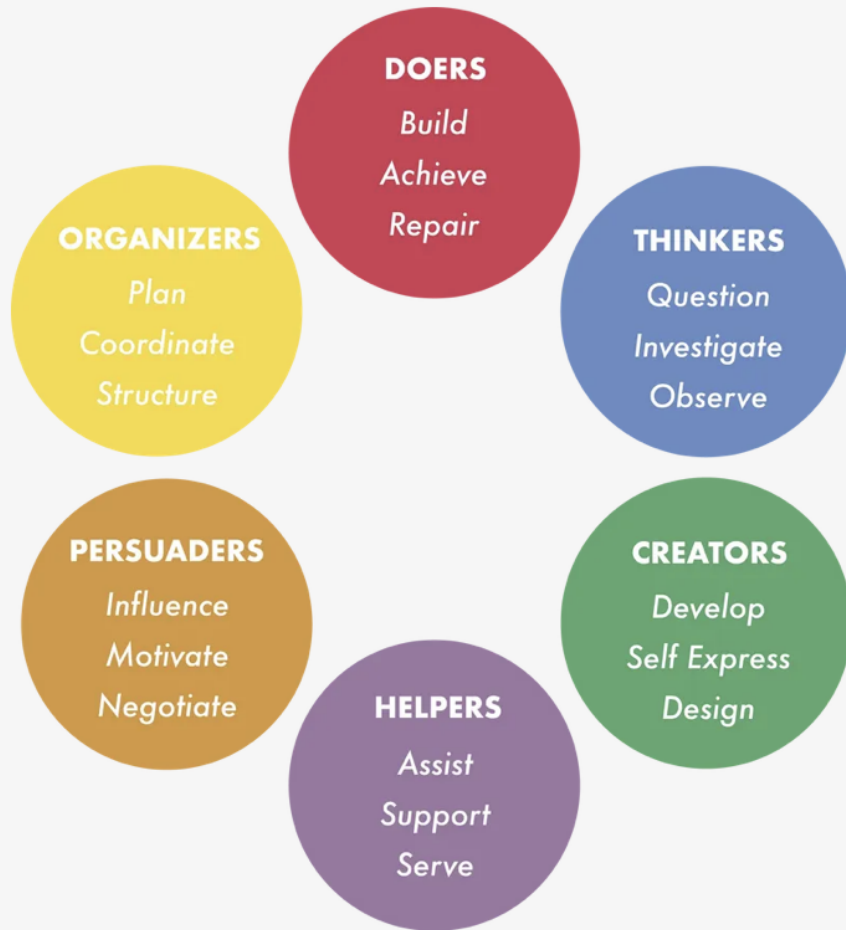 DOERS
Build
Achieve
Repair
THINKERS
Question
Investigate
Observe
CREATORS
Develop
Self Express
Design
HELPERS
Assist
Support
Serve
PERSUADERS
Influence
Motivate
Negotiate
ORGANIZERS
Plan
Coordinate
Structure